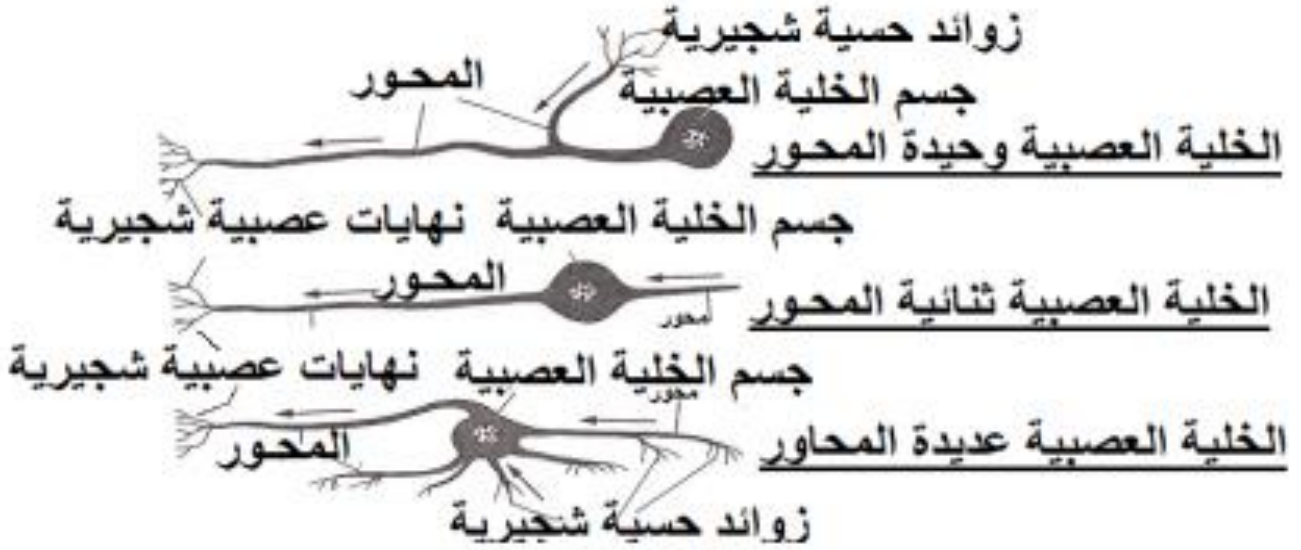 زوائد حسية شجيرية
المحور
جسم الخلية العصبية
الخلية العصبية وحيدة المحور
جسم الخلية العصبية
نهايات عصبية شجيرية
المحور
الخلية العصبية ثنائية المحور
محور
جسم الخلية العصبية
نهايات عصبية شجيرية
محور
الخلية العصبية عديدة المحاور
المحور
زوائد حسية شجيرية